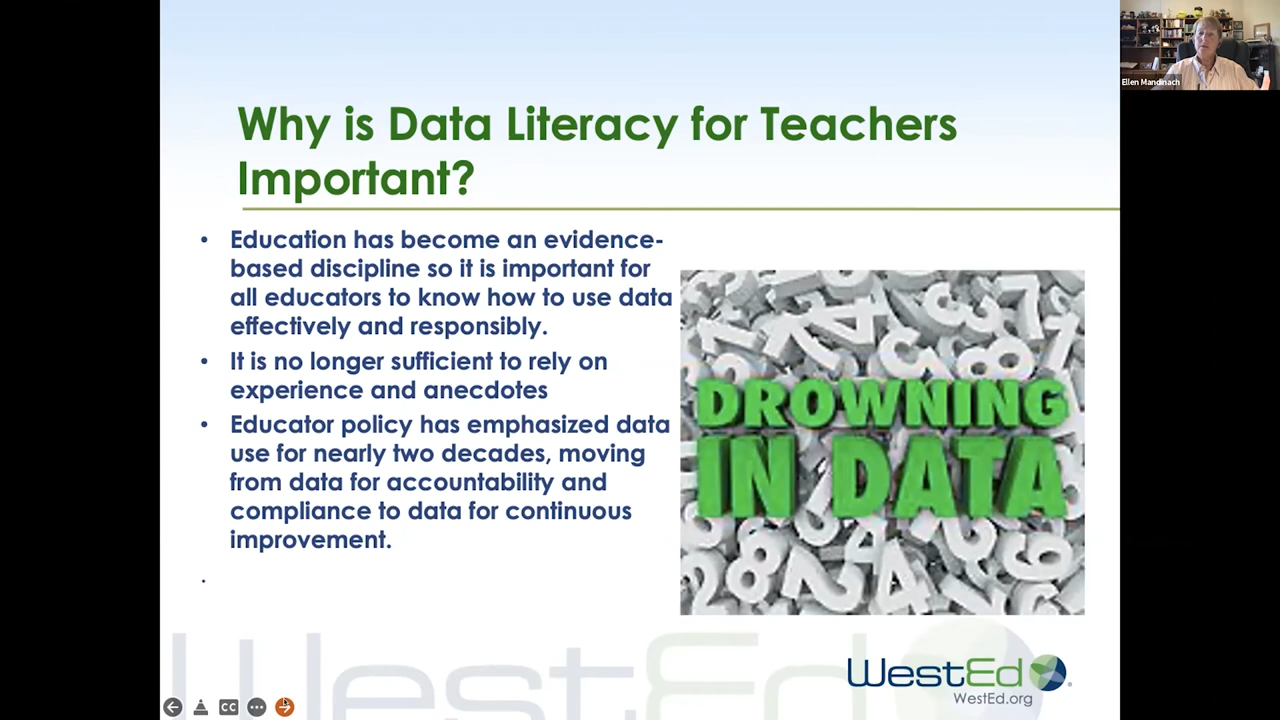 Why is Data Literacy for Teachers
Important?
• Education has become an evidence-
based discipline so it is important for
all educators to know how to use data
effectively and responsibly.
• It is no longer sufficient to rely on
experience and anecdotes
• Educator policy has emphasized data
use for nearly two decades, moving
from data for accountability and
compliance to data for continuous
improvement.
.
DROWNING
IN DATA
WestEd
WestEd®
WestEd.org
CC
Ellen Mandinach